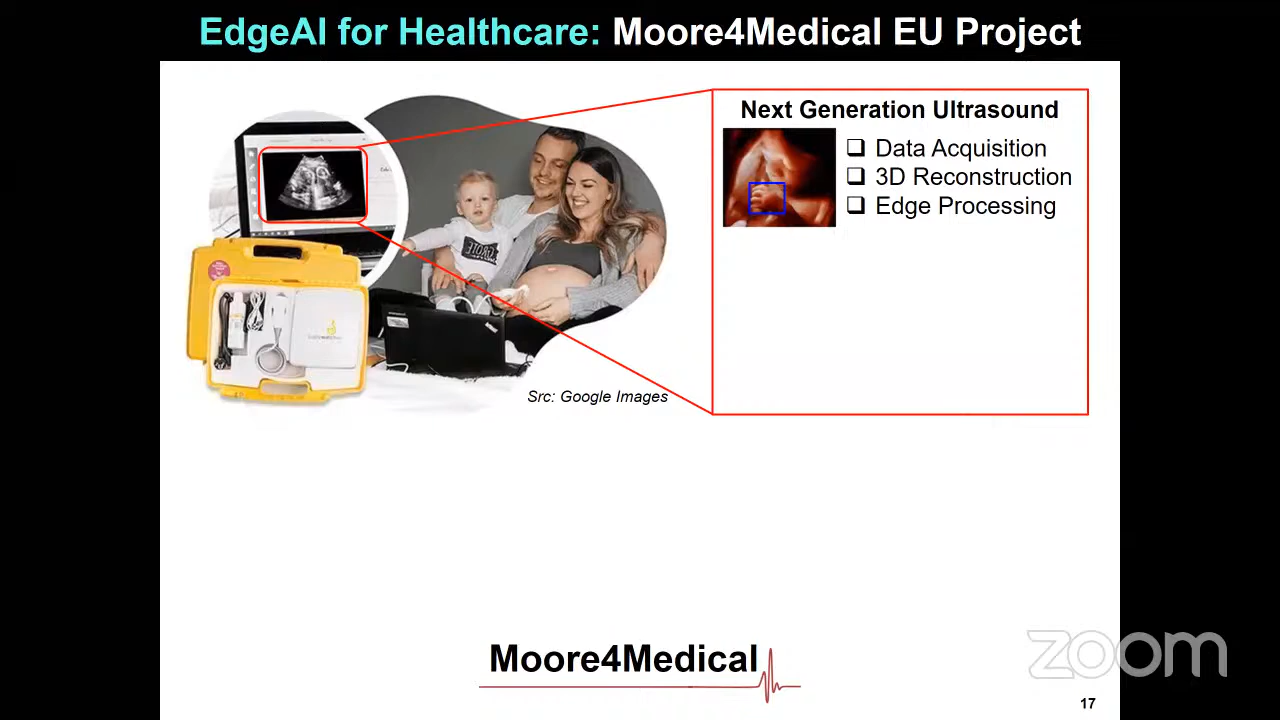 EdgeAI for Healthcare: Moore4Medical EU Project
Next Generation Ultrasound
❑ Data Acquisition
❑ 3D Reconstruction
❑ Edge Processing
Src: Google Images
Moore4Medical
zoom
17